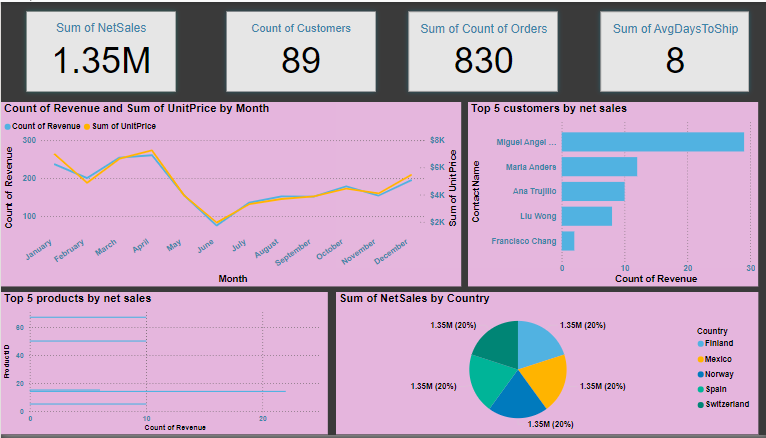 Sum of NetSales
1.35M
Count of Customers
89
Sum of Count of Orders
830
Sum of AvgDaysToShip
8
Count of Revenue and Sum of UnitPrice by Month
Count of Revenue Sum of UnitPrice
Count of Revenue
300
200
100
$8K
$6K
$4K
$2K
Sum of UnitPrice
January February March April May June July August September October November December
Month
Top 5 customers by net sales
ContactName
Miguel Angel ...
Maria Anders
Ana Trujillo
Liu Wong
Francisco Chang
0 10 20 30
Count of Revenue
Top 5 products by net sales
ProductID
60
40
20
0
0 10 20
Count of Revenue
Sum of NetSales by Country
1.35M (20%) 1.35M (20%)
1.35M (20%) 1.35M (20%)
1.35M (20%)
Country
Finland
Mexico
Norway
Spain
Switzerland